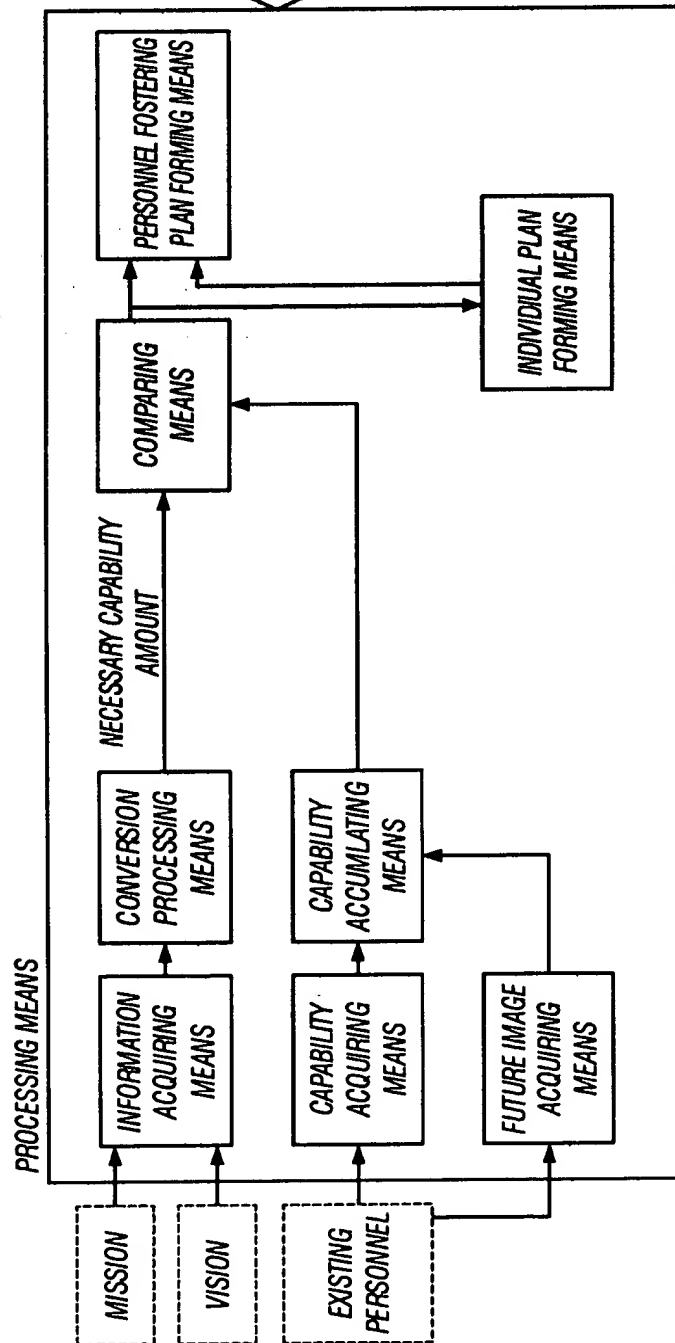 PROCESSING MEANS
MISSION
VISION
EXISTING
PERSONNEL
INFORMATION
ACQUIRING
MEANS
CONVERSION
PROCESSING
MEANS
NECESSARY CAPABILITY
AMOUNT
COMPARING
MEANS
PERSONNEL FOSTERING
PLAN FORMING MEANS
CAPABILITY
ACQUIRING
MEANS
CAPABILITY
ACCUMLATING
MEANS
FUTURE IMAGE
ACQUIRING
MEANS
INDIVIDIUAL PLAN
FORMING MEANS